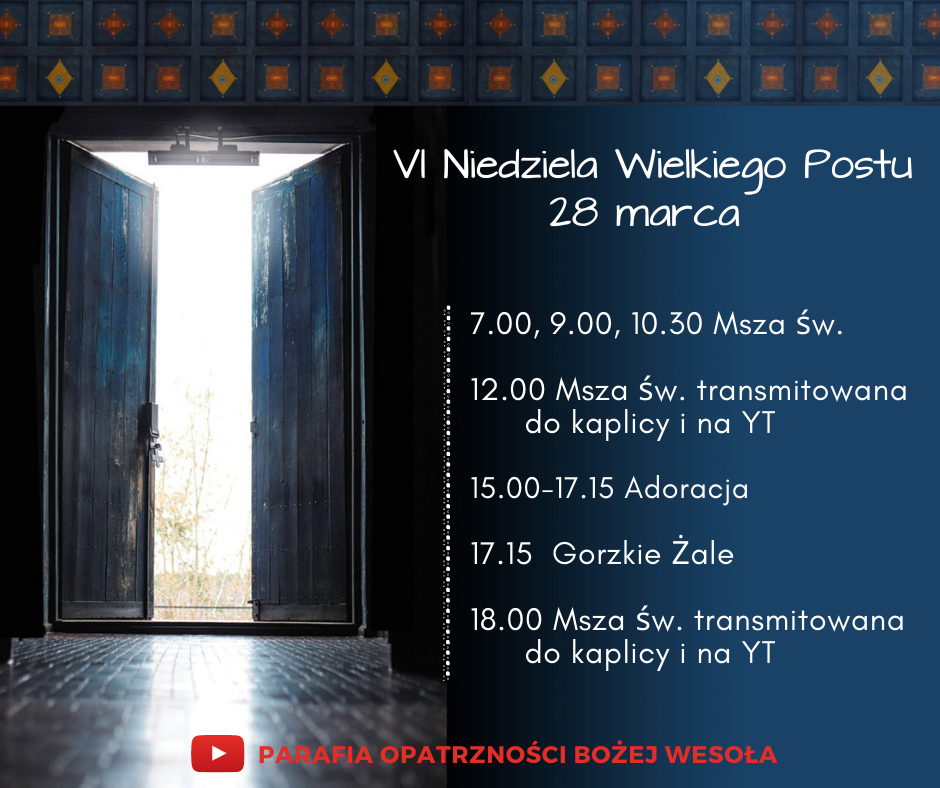 VI Niedziela Wielkiego Postu
28 marca
7.00, 9.00, 10.30 Msza św.
12.00 Msza św. transmitowana
do kaplicy i na YT
15.00-17.15 Adoracja
17.15 Gorzkie Żale
18.00 Msza św. transmitowana
do kaplicy i na YT
PARAFIA OPATRZNOŚCI BOŻEJ WESOŁA